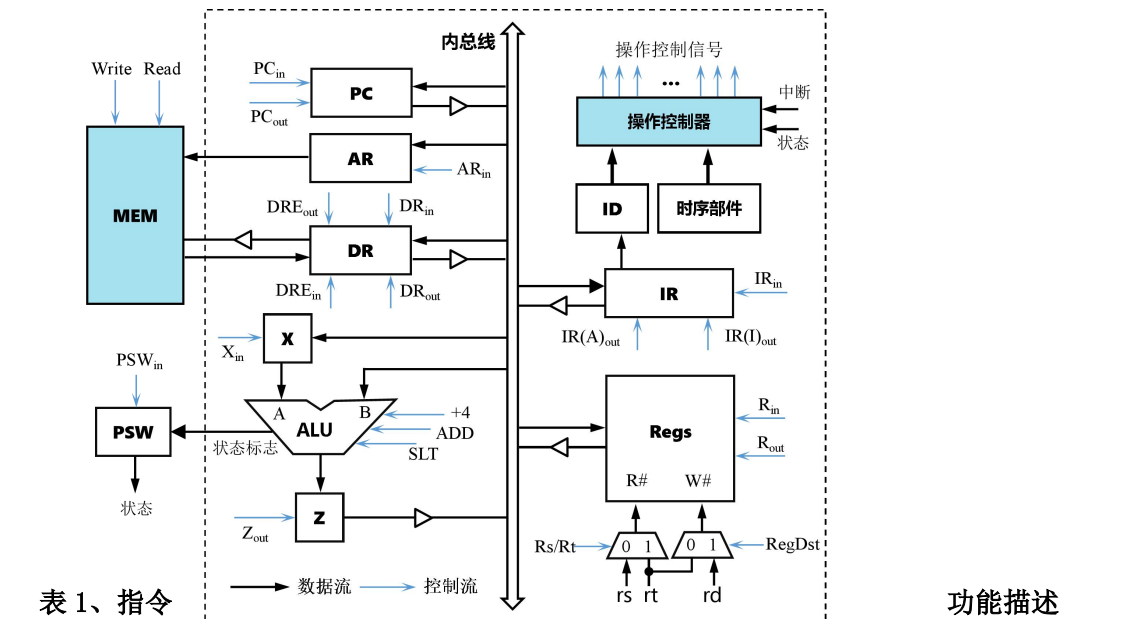 内总线
操作控制信号
Write Read
PCin
PC
PCout
...
中断
操作控制器
状态
AR
ARin
MEM
DREout
DRin
ID
时序部件
DR
DREin
DRout
IR
IRin
IR(A)out
IR(I)out
X
Xin
PSWin
A
B
+4
ADD
SLT
ALU
PSW
状态标志
状态
Rin
Regs
Rout
R# W#
Z
Zout
Rs/Rt
0 1
0 1
RegDst
rs rt rd
数据流
控制流
表 1、指令
功能描述